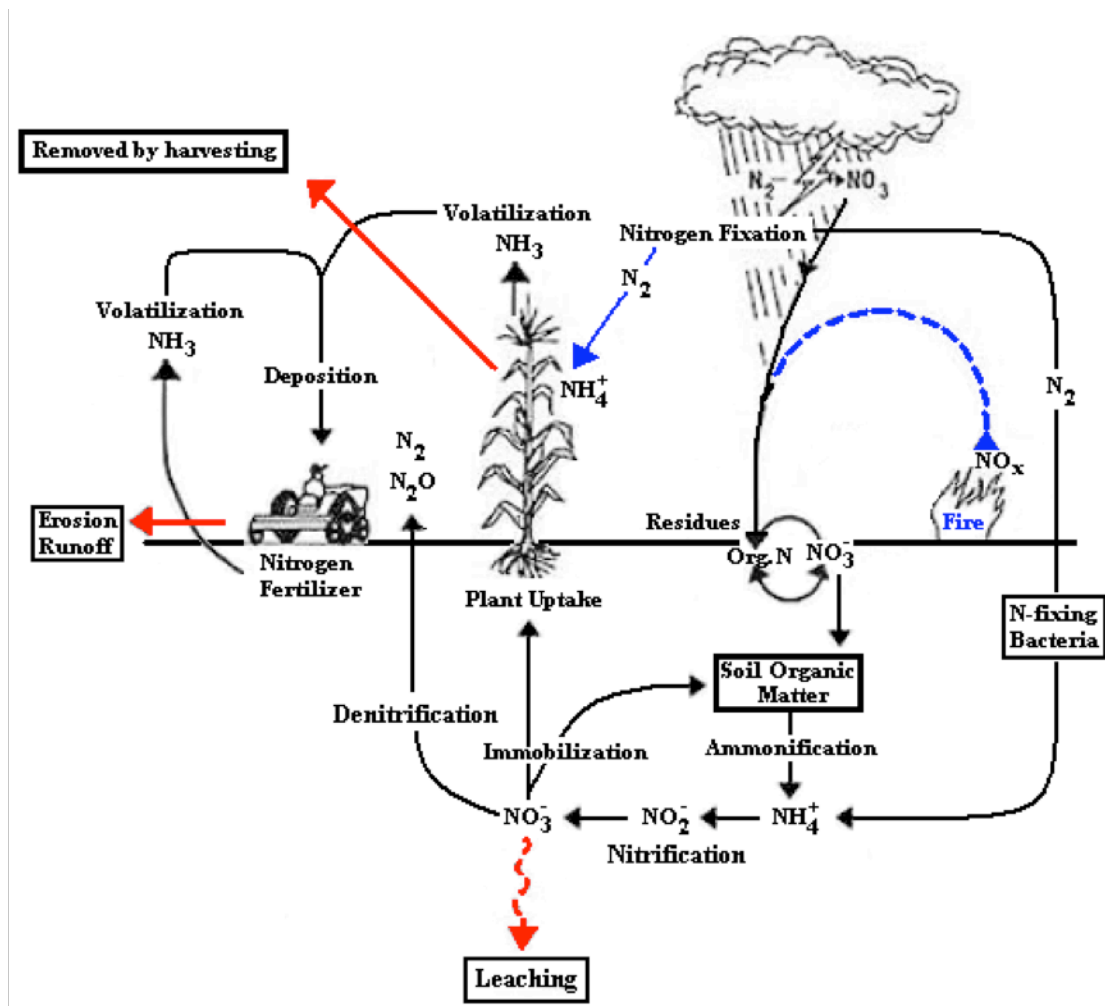 N₂ → NO₃
Removed by harvesting
Volatilization
NH₃
Nitrogen Fixation
N₂
Volatilization
NH₃
Deposition
NH₄⁺
N₂
N₂
N₂O
NOₓ
Fire
Erosion
Runoff
Residues
Org.N
NO₃⁻
Nitrogen
Fertilizer
Plant Uptake
N-fixing
Bacteria
Soil Organic
Matter
Denitrification
Immobilization
Ammonification
NO₃⁻
NO₂⁻
NH₄⁺
Nitrification
Leaching